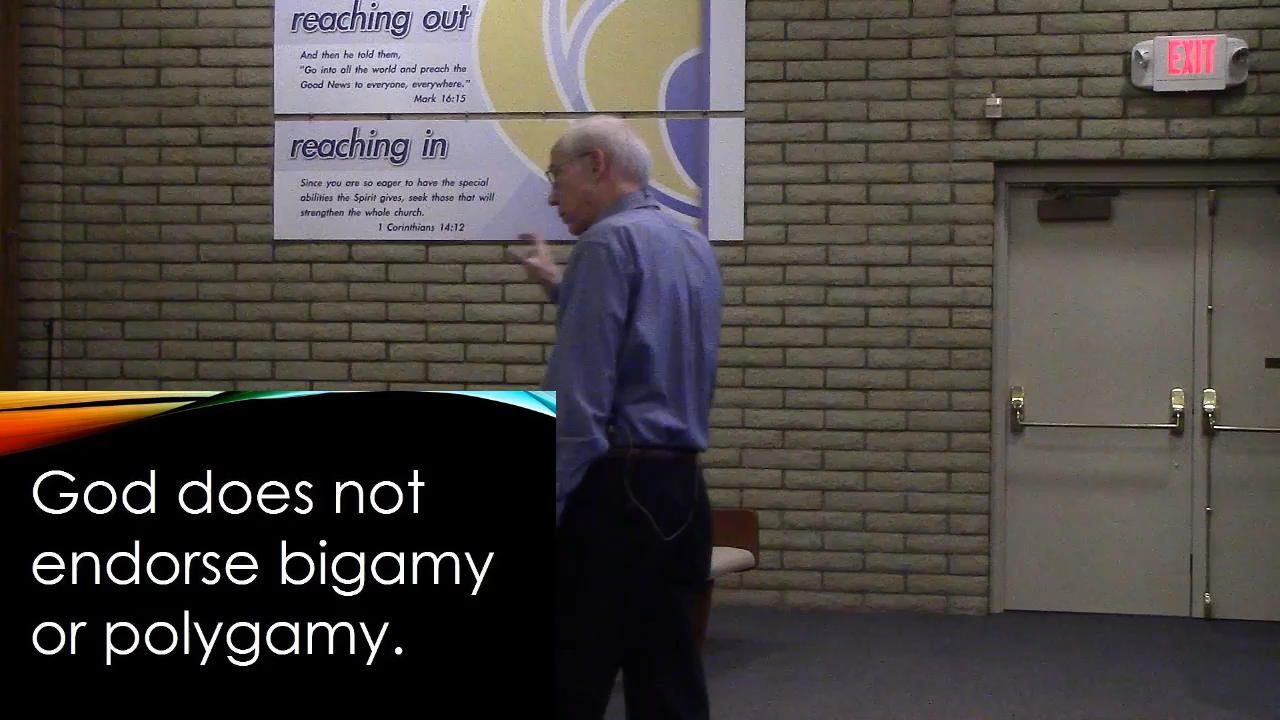 reaching out
And then he told them,
"Go into all the world and preach the
Good News to everyone, everywhere."
Mark 16:15
reaching in
Since you are so eager to have the special
abilities the Spirit gives, seek those that will
strengthen the whole church.
1 Corinthians 14:12
EXIT
God does not
endorse bigamy
or polygamy.